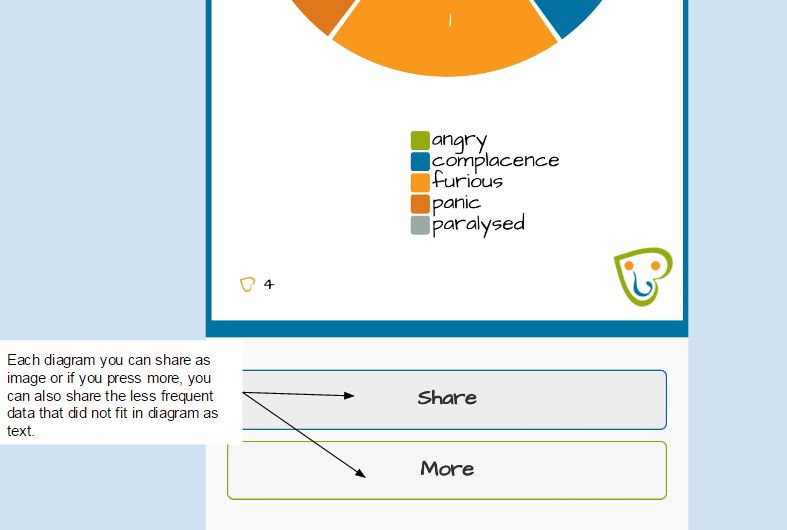 1
angry
complacence
furious
panic
paralysed
4
Each diagram you can share as
image or if you press more, you
can also share the less frequent
data that did not fit in diagram as
text.
Share
More